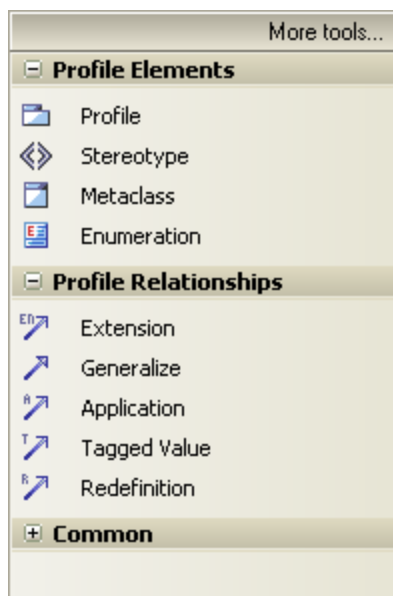 More tools...
Profile Elements
Profile
Stereotype
Metaclass
Enumeration
Profile Relationships
Extension
Generalize
Application
Tagged Value
Redefinition
Common